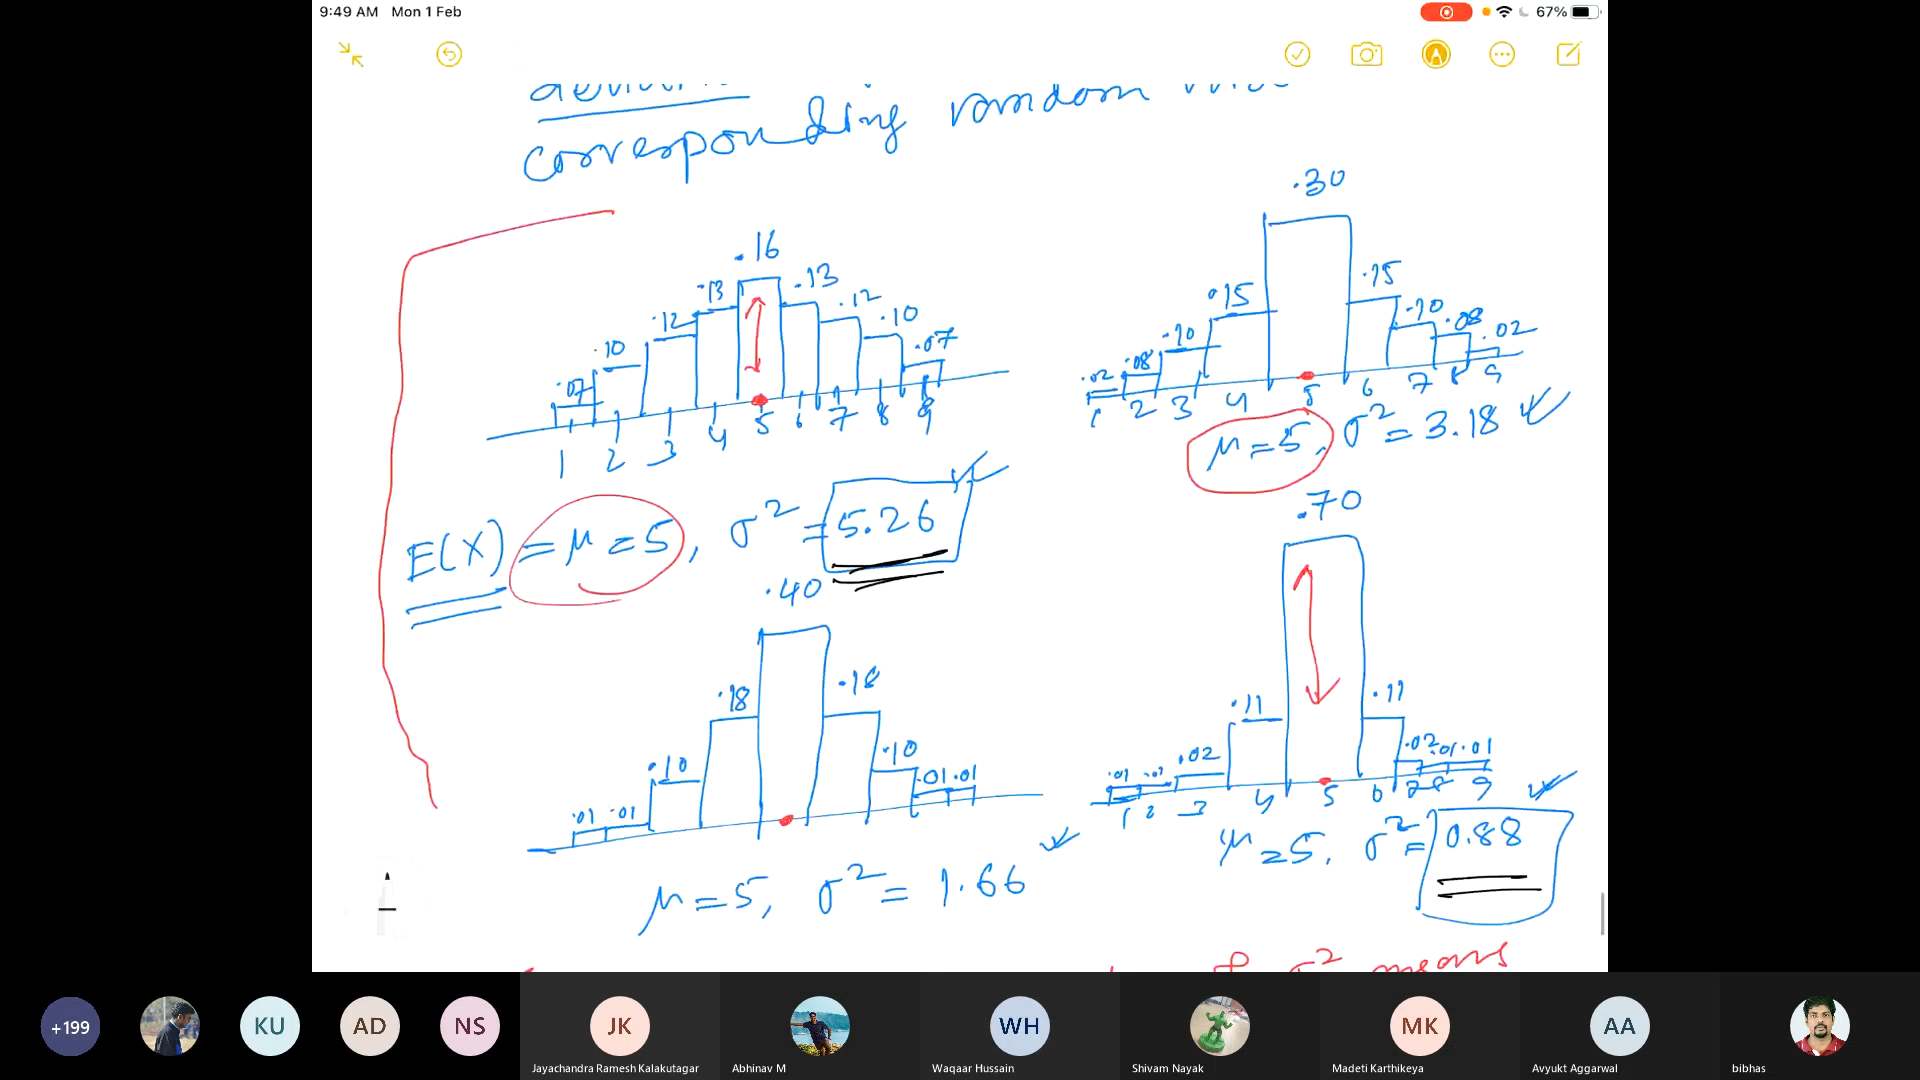 9:49 AM Mon 1 Feb
67%
corresponding random
.16
.13 .13
.12 .12
.10 .10
.07 .07
1 2 3 4 5 6 7 8 9
E(X) = μ = 5, σ² = 5.26
.30
.15 .15
.10 .10
.08 .08
.02 .02
1 2 3 4 5 6 7 8 9
μ = 5, σ² = 3.18
.40
.18 .18
.10 .10
.01 .01 .01 .01
μ = 5, σ² = 1.66
.70
.11 .11
.02 .02
.01 .01 .01 .01
1 2 3 4 5 6 7 8 9
μ = 5, σ² = 0.88
of σ² means
+199 KU AD NS JK WH MK AA
Jayachandra Ramesh Kalakutagar Abhinav M Waqaar Hussain Shivam Nayak Madeti Karthikeya Avyukt Aggarwal bibhas